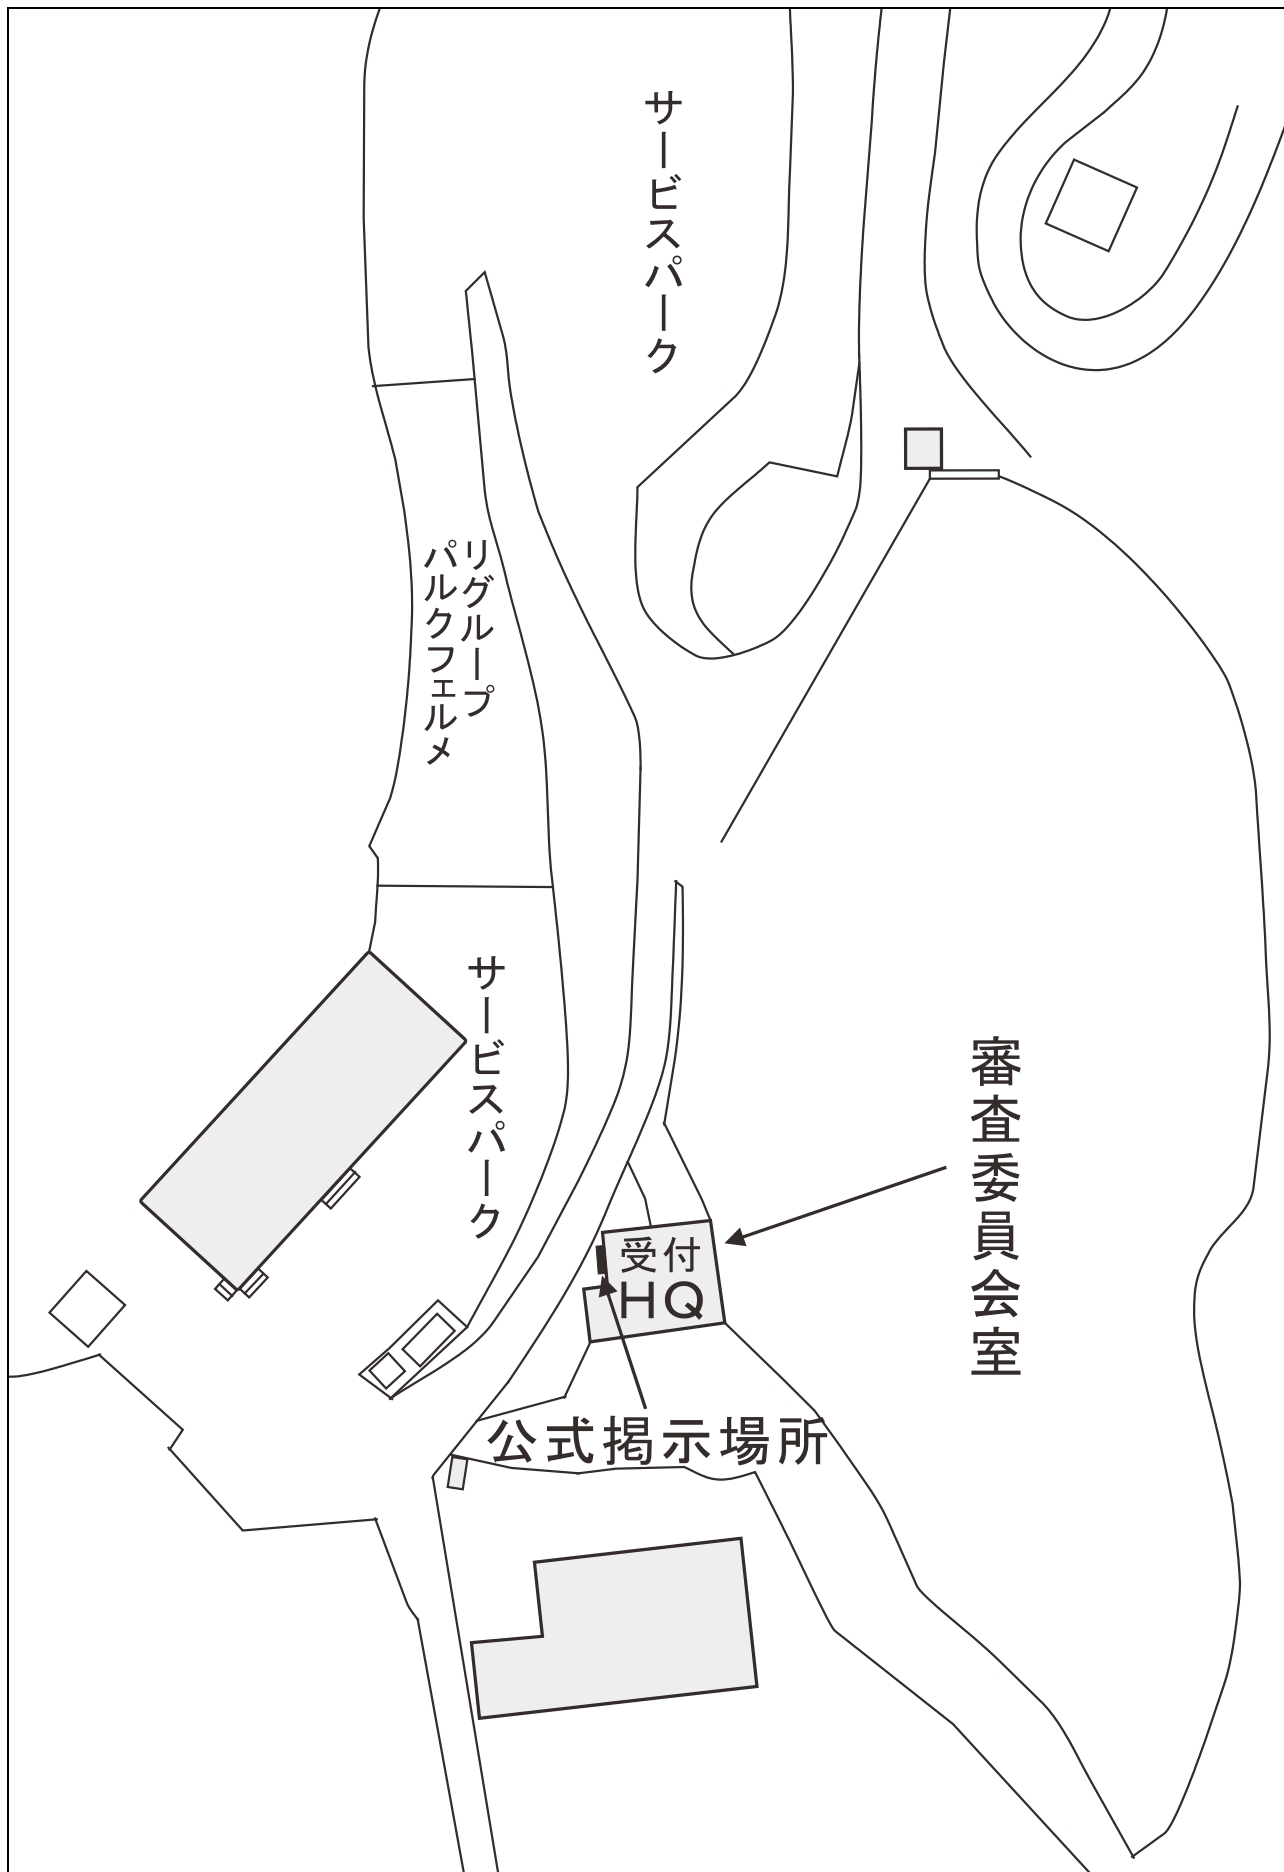 サービスパーク
リグループ
パルクフェルメ
サービスパーク
審査委員会室
受付
HQ
公式掲示場所